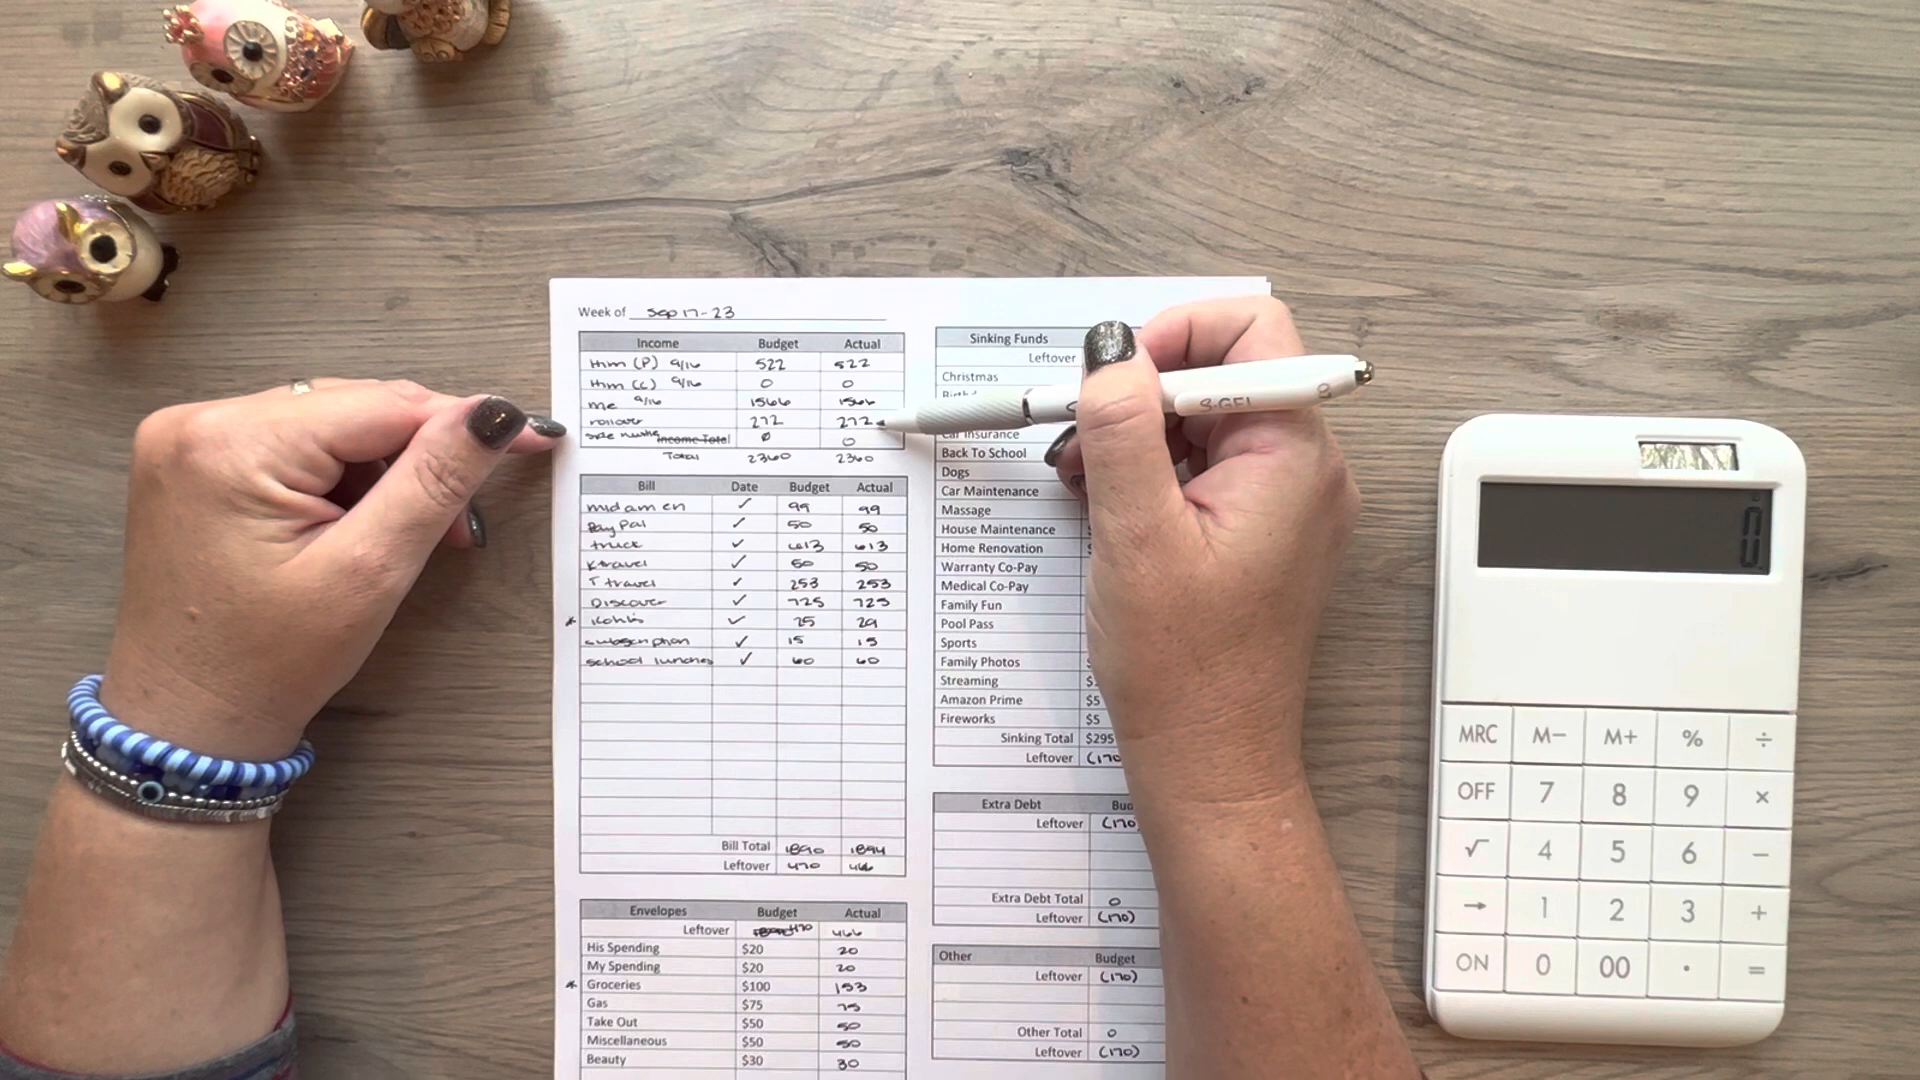 Week of Sep 17-23
Income Budget Actual
Him (P) 9/16 522 522
Him (C) 9/16 0 0
me 9/16 1566 1566
rollover 272 272
Income Total 0 0
Total 2360 2360
Bill Date Budget Actual
midamen ✓ 99 99
PayPal ✓ 50 50
truck ✓ 613 613
K travel ✓ 50 50
T travel ✓ 253 253
Discover ✓ 725 725
* Kohls ✓ 25 29
subscription ✓ 15 15
school lunches ✓ 60 60
Bill Total 1890 1894
Leftover 470 466
Envelopes Budget Actual
Leftover 470 466
His Spending $20 20
My Spending $20 20
* Groceries $100 153
Gas $75 75
Take Out $50 50
Miscellaneous $50 50
Beauty $30 30
Sinking Funds
Leftover
Christmas
Car Insurance
Back To School
Dogs
Car Maintenance
Massage
House Maintenance
Home Renovation
Warranty Co-Pay
Medical Co-Pay
Family Fun
Pool Pass
Sports
Family Photos
Streaming
Amazon Prime $5
Fireworks $5
Sinking Total $295
Leftover (170
Extra Debt
Leftover (170)
Extra Debt Total 0
Leftover (170)
Other Budget
Leftover (170)
Other Total 0
Leftover (170)
S·GEL
0
MRC M− M+ % ÷
OFF 7 8 9 ×
√ 4 5 6 −
→ 1 2 3 +
ON 0 00 · =